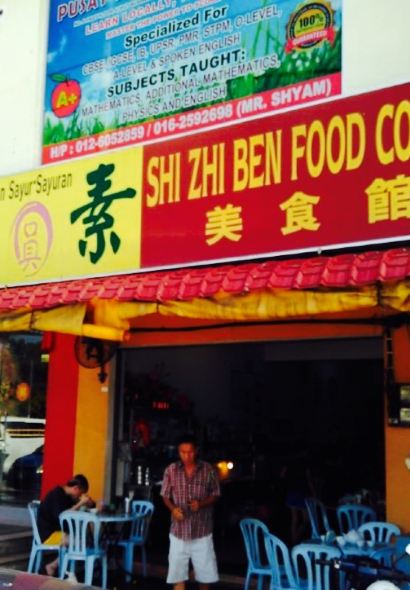 LEARN LOCALLY,
Specialized For
CBSE, IGCSE, IB, UPSR, PMR, STPM, O-LEVEL,
A-LEVEL & SPOKEN ENGLISH
SUBJECTS TAUGHT:
MATHEMATICS, ADDITIONAL MATHEMATICS,
PHYSICS AND ENGLISH
H/P : 012-6052859 / 016-2592698 (MR. SHYAM)
A+
100%
GUARANTEED
Sayur-Sayuran
真
素
SHI ZHI BEN FOOD CO
美食館